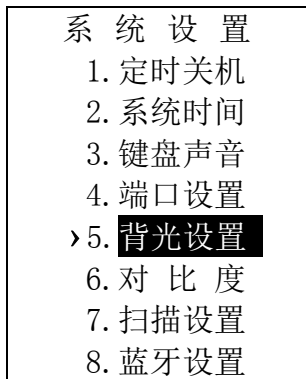 系 统 设 置
1.定时关机
2.系统时间
3.键盘声音
4.端口设置
›5.背光设置
6.对 比 度
7.扫描设置
8.蓝牙设置